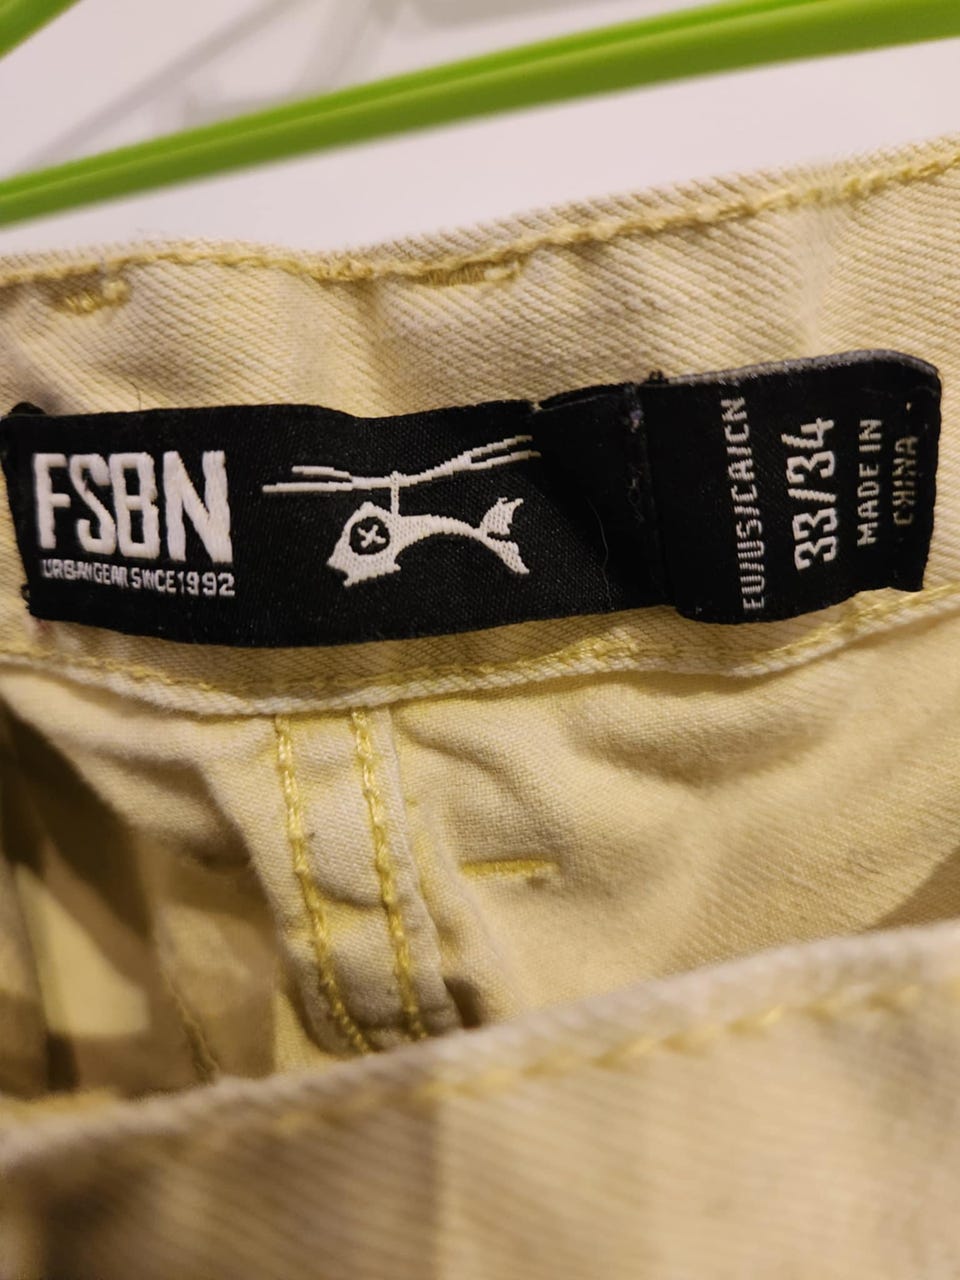 FSBN
URBAN GEAR SINCE 1992
EU/US/CA/CN
33/34
MADE IN
CHINA